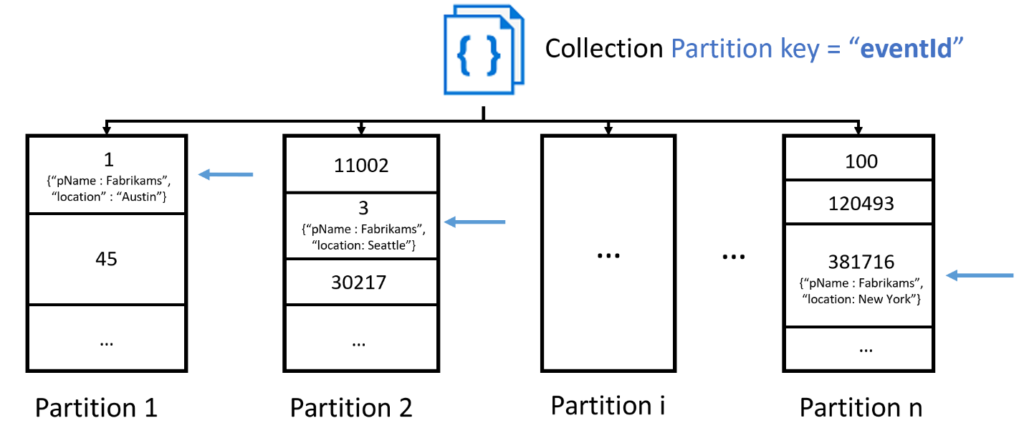 { }
Collection Partition key = “eventId”
1
{“pName : Fabrikams”,
“location” : “Austin”}
45
...
Partition 1
11002
3
{“pName : Fabrikams”,
“location: Seattle”}
30217
...
Partition 2
...
Partition i
...
100
120493
381716
{“pName : Fabrikams”,
“location: New York”}
...
Partition n